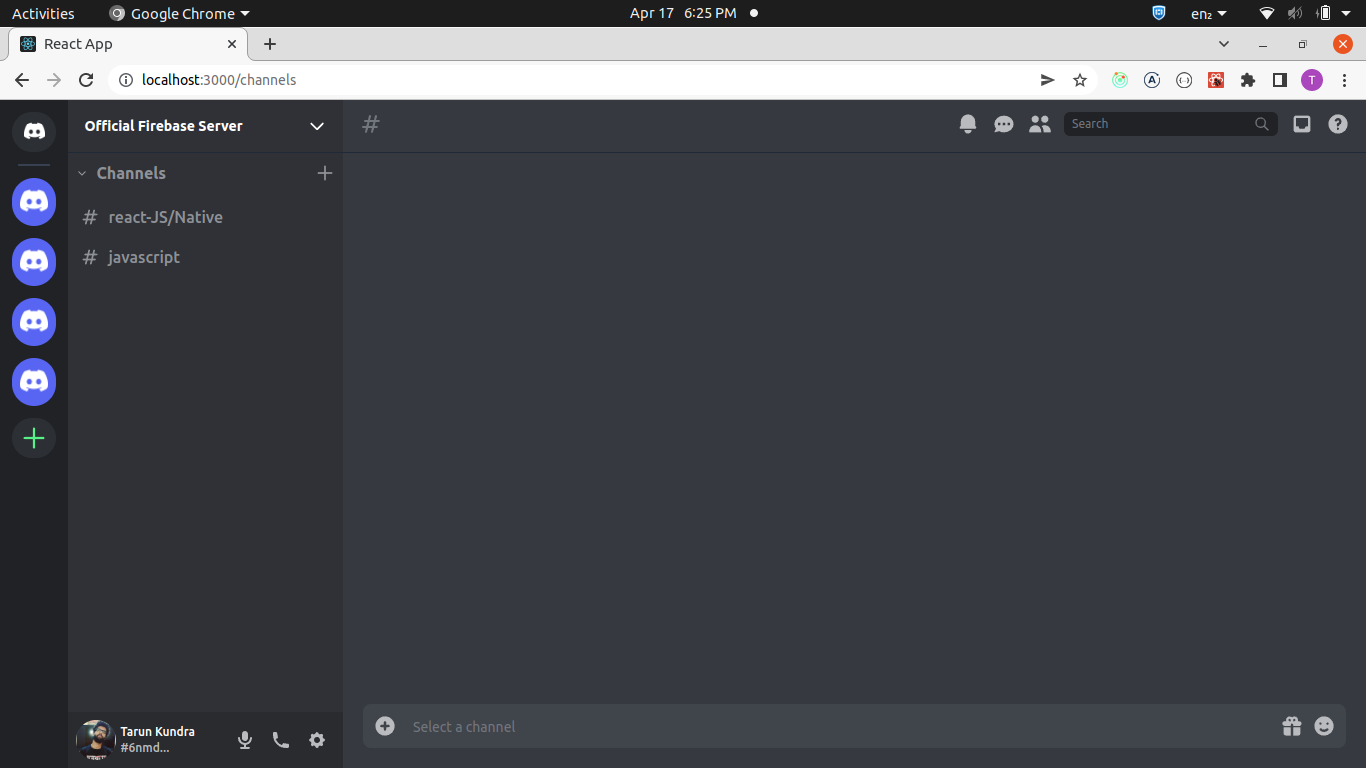 Activities
Google Chrome
Apr 17 6:25 PM
en₂
React App
localhost:3000/channels
T
Official Firebase Server
#
Search
Channels
# react-JS/Native
# javascript
Tarun Kundra
#6nmd...
Select a channel